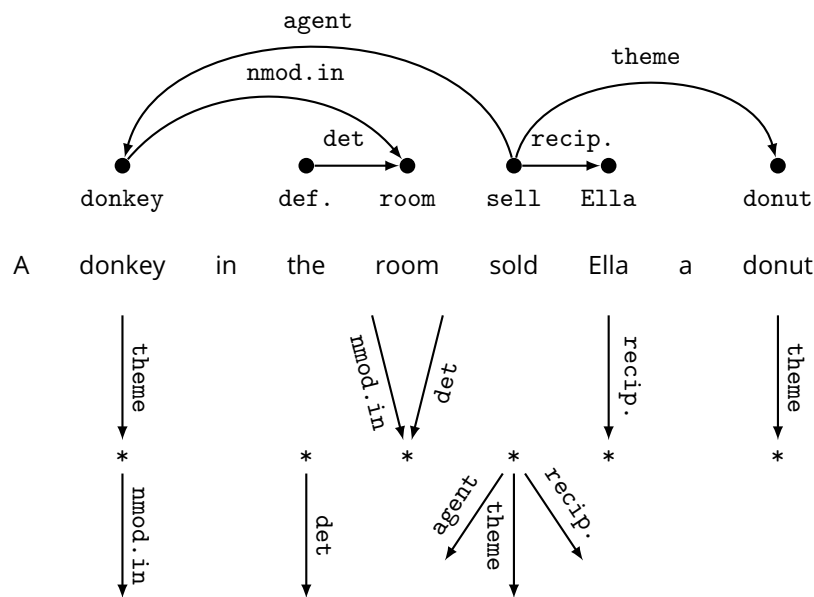 agent
nmod.in theme
det recip.
donkey def. room sell Ella donut
A donkey in the room sold Ella a donut
theme nmod.in det recip. theme
* * * * * *
nmod.in det agent theme recip.